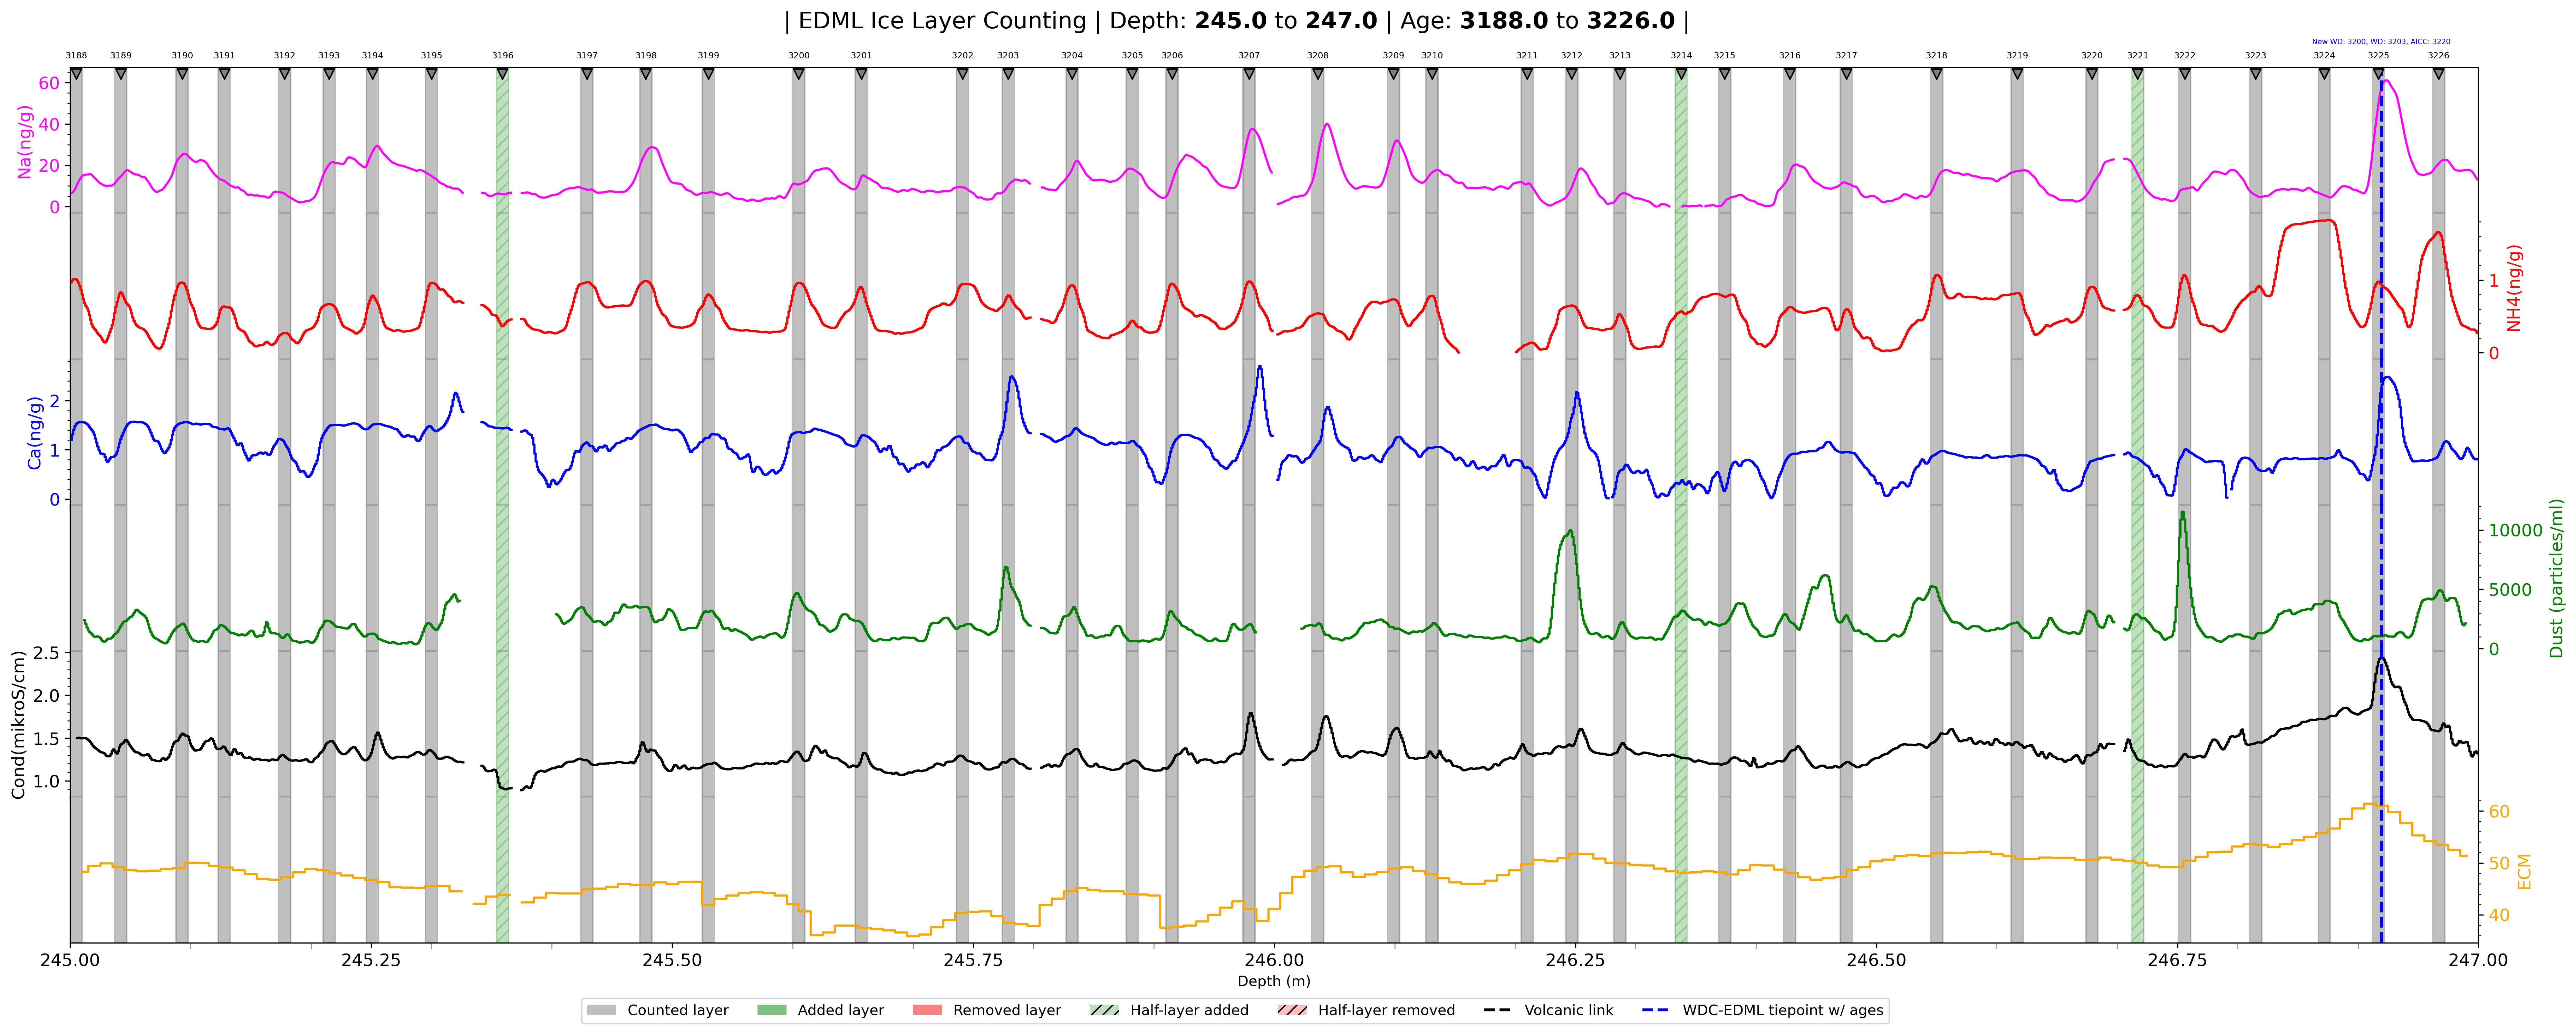 | EDML Ice Layer Counting | Depth: 245.0 to 247.0 | Age: 3188.0 to 3226.0 |
New WD: 3200, WD: 3203, AICC: 3220
3188 3189 3190 3191 3192 3193 3194 3195 3196 3197 3198 3199 3200 3201 3202 3203 3204 3205 3206 3207 3208 3209 3210 3211 3212 3213 3214 3215 3216 3217 3218 3219 3220 3221 3222 3223 3224 3225 3226
Na(ng/g)
60
40
20
0
NH4(ng/g)
1
0
Ca(ng/g)
2
1
0
Dust (particles/ml)
10000
5000
0
Cond(mikroS/cm)
2.5
2.0
1.5
1.0
ECM
60
50
40
245.00 245.25 245.50 245.75 246.00 246.25 246.50 246.75 247.00
Depth (m)
Counted layer Added layer Removed layer Half-layer added Half-layer removed Volcanic link WDC-EDML tiepoint w/ ages